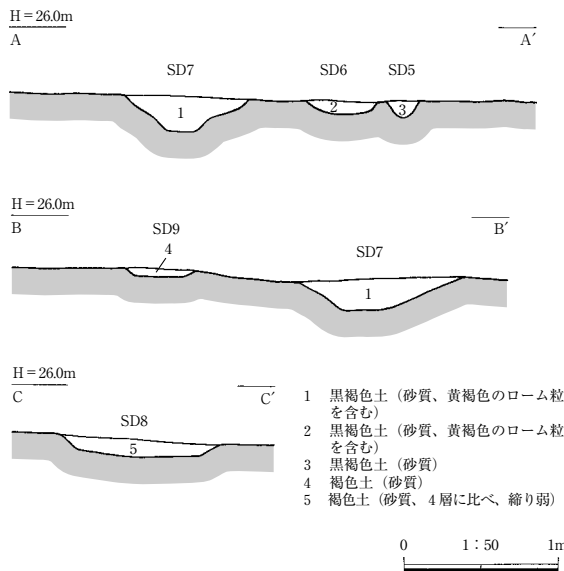 H = 26.0m
A A′
SD7 SD6 SD5
1 2 3
H = 26.0m
B B′
SD9
4
SD7
1
H = 26.0m
C C′
SD8
5
1 黒褐色土（砂質、黄褐色のローム粒
を含む）
2 黒褐色土（砂質、黄褐色のローム粒
を含む）
3 黒褐色土（砂質）
4 褐色土（砂質）
5 褐色土（砂質、4層に比べ、締り弱）
0 1：50 1m